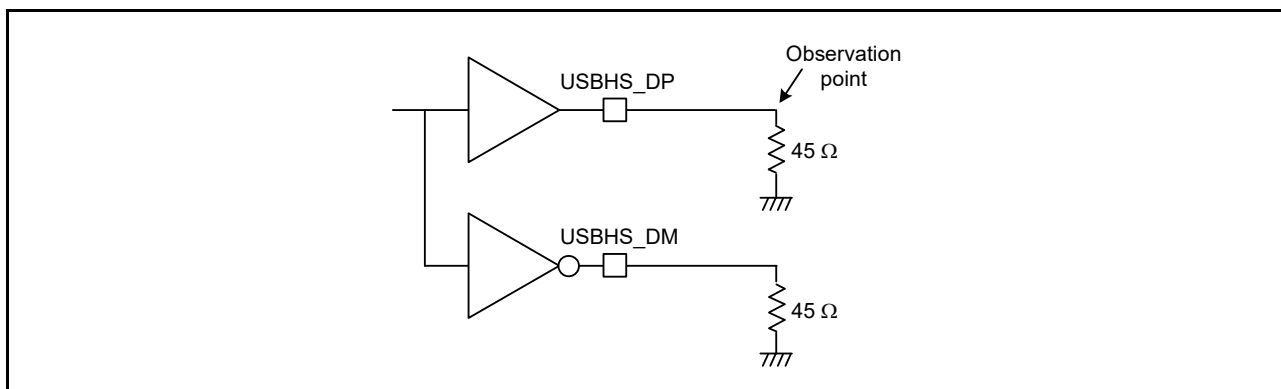 Observation
point
USBHS_DP
45 Ω
USBHS_DM
45 Ω